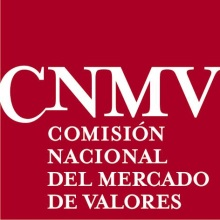 CNMV
COMISIÓN
NACIONAL
DEL MERCADO
DE VALORES